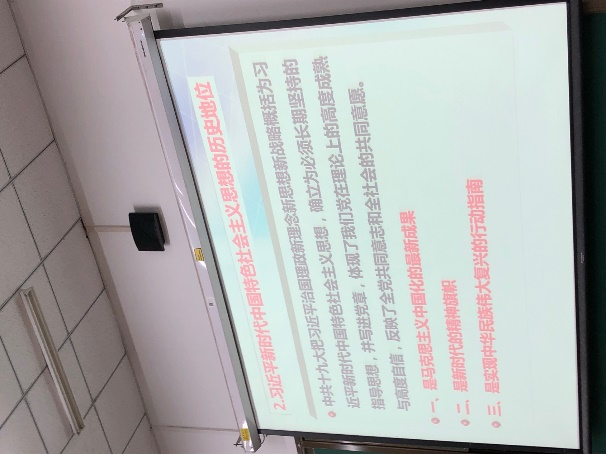 2.习近平新时代中国特色社会主义思想的历史地位
中共十九大把习近平治国理政新理念新思想新战略概括为习
近平新时代中国特色社会主义思想，确立为必须长期坚持的
指导思想，并写进党章，体现了我们党在理论上的高度成熟
与高度自信，反映了全党共同意志和全社会的共同意愿。
一、是马克思主义中国化的最新成果
二、是新时代的精神旗帜
三、是实现中华民族伟大复兴的行动指南